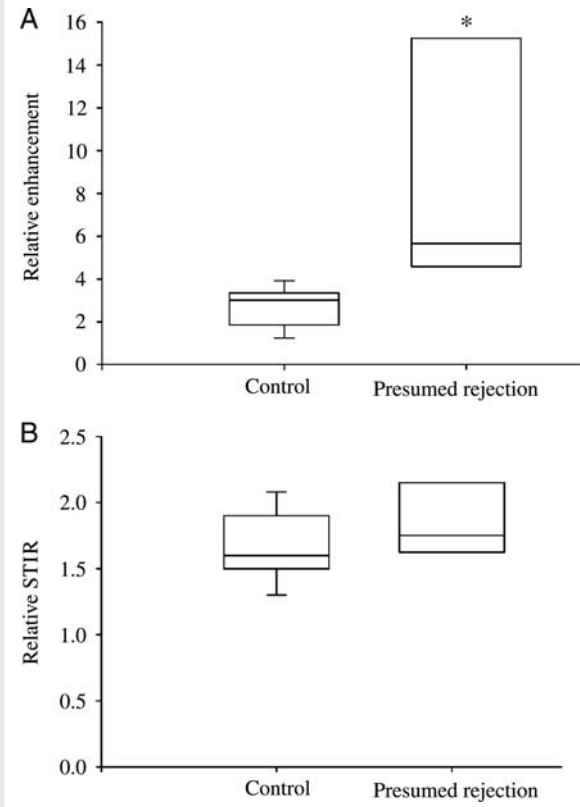 A
Relative enhancement
16
14
12
10
8
6
4
2
0
*
Control
Presumed rejection
B
Relative STIR
2.5
2.0
1.5
1.0
0.5
0.0
Control
Presumed rejection